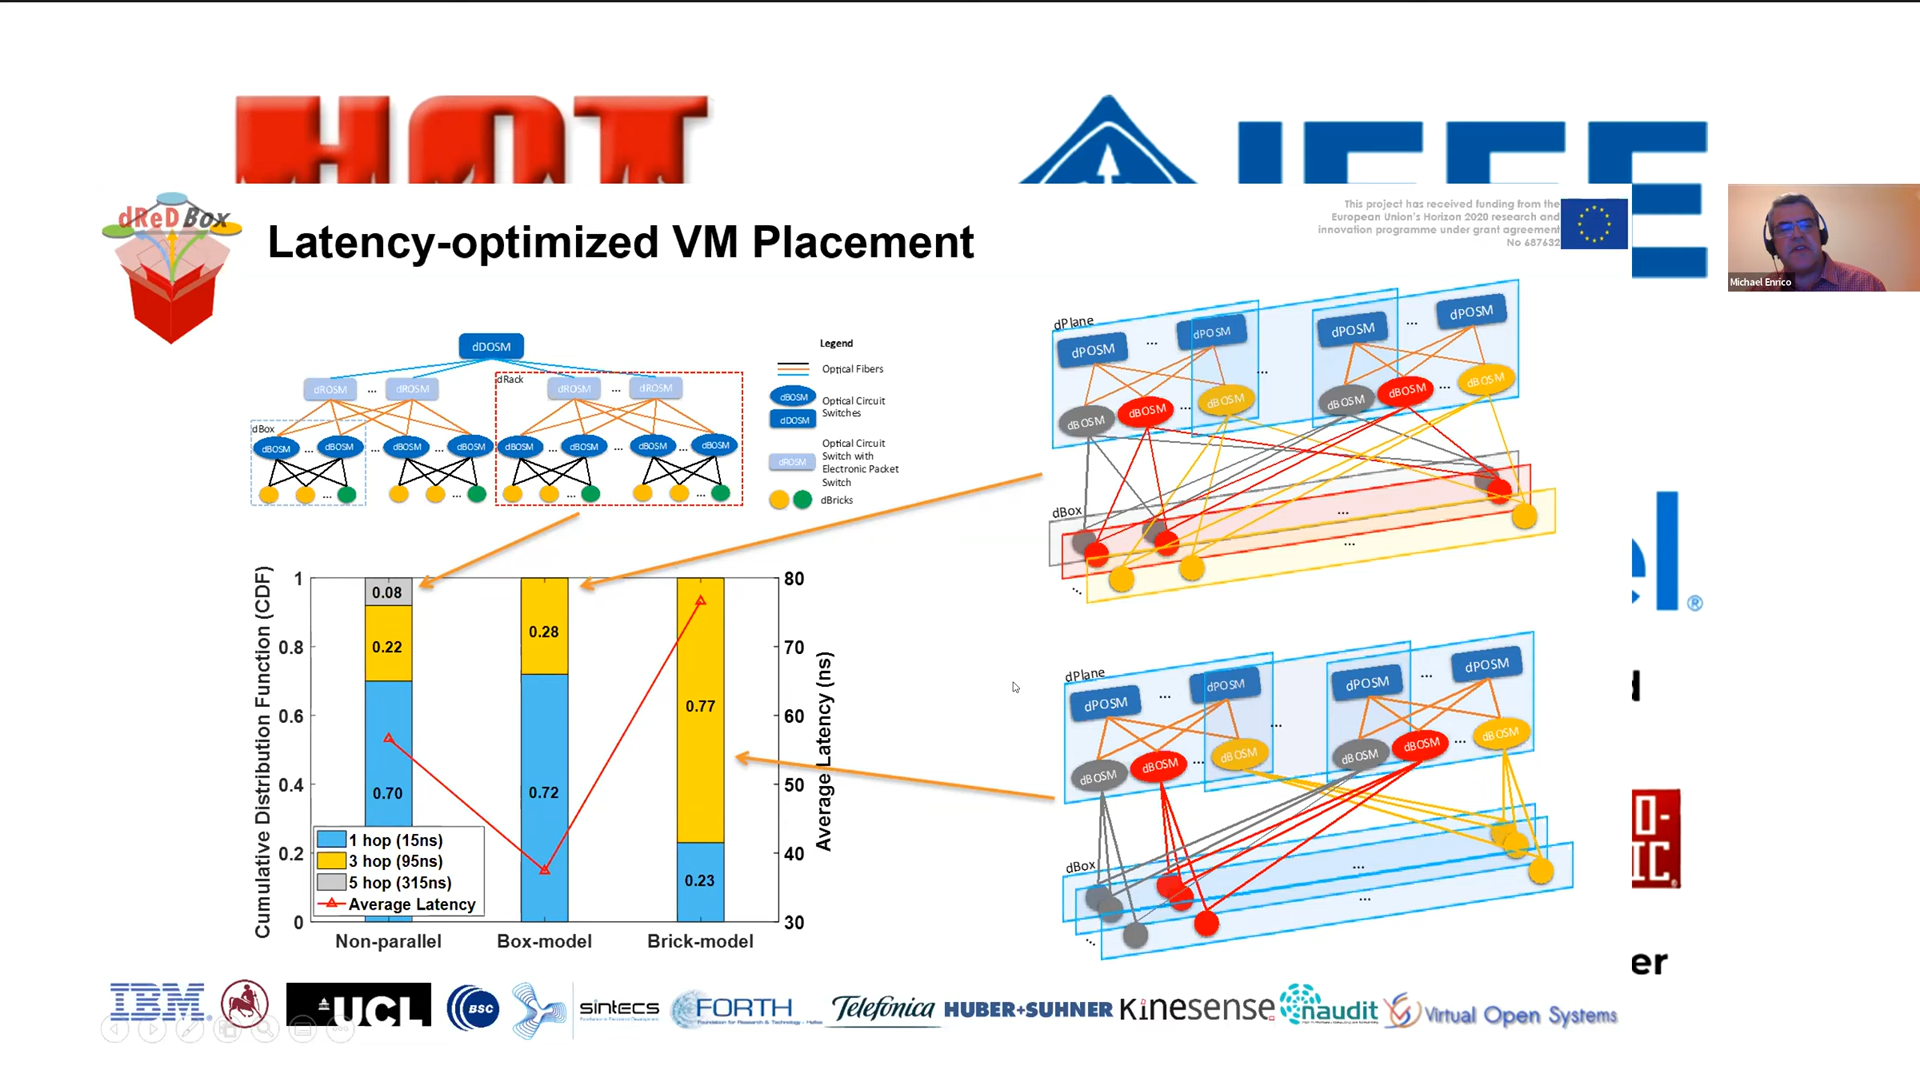 HOT
IEEE
dReDBox
Latency-optimized VM Placement
This project has received funding from the
European Union's Horizon 2020 research and
innovation programme under grant agreement
No 687632
Michael Enrico
dDOSM
dROSM ... dROSM
dRack
dROSM ... dROSM
dBox
dBOSM ... dBOSM ... dBOSM ... dBOSM
dBOSM ... dBOSM ... dBOSM ... dBOSM
... ... ... ...
Legend
Optical Fibers
dBOSM
dDOSM
Optical Circuit
Switches
dROSM
Optical Circuit
Switch with
Electronic Packet
Switch
dBricks
dPlane
dPOSM ... dPOSM ... dPOSM ... dPOSM
dBOSM dBOSM ... dBOSM dBOSM dBOSM ... dBOSM
dBox
...
...
...
Cumulative Distribution Function (CDF)
1
0.8
0.6
0.4
0.2
0
0.08
0.22
0.70
0.28
0.72
0.77
0.23
80
70
60
50
40
30
Average Latency (ns)
1 hop (15ns)
3 hop (95ns)
5 hop (315ns)
Average Latency
Non-parallel
Box-model
Brick-model
dPlane
dPOSM ... dPOSM ... dPOSM ... dPOSM
dBOSM dBOSM ... dBOSM dBOSM dBOSM ... dBOSM
dBox
...
...
...
el®
O-
IC.
er
IBM
UCL
BSC
sintecs
FORTH
Telefonica
HUBER+SUHNER
Kinesense
naudit
Virtual Open Systems